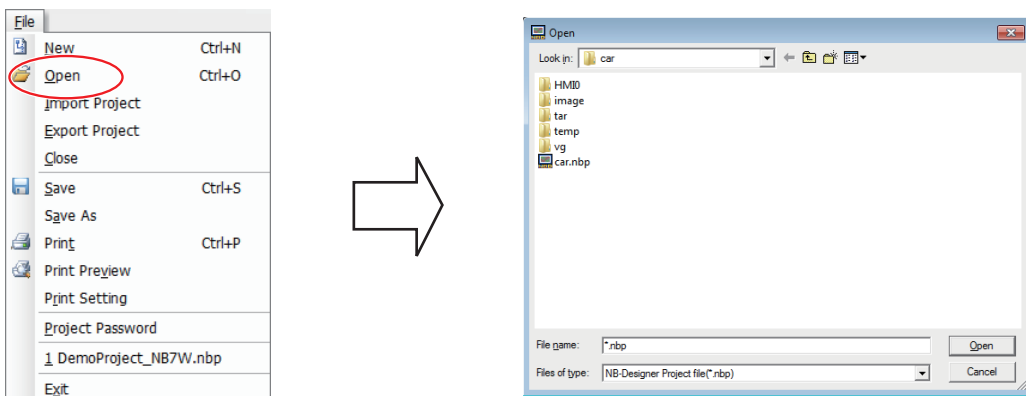 File
New Ctrl+N
Open Ctrl+O
Import Project
Export Project
Close
Save Ctrl+S
Save As
Print Ctrl+P
Print Preview
Print Setting
Project Password
1 DemoProject_NB7W.nbp
Exit
Open
Look in: car
HMI0
image
tar
temp
vg
car.nbp
File name: *.nbp Open
Files of type: NB-Designer Project file(*.nbp) Cancel